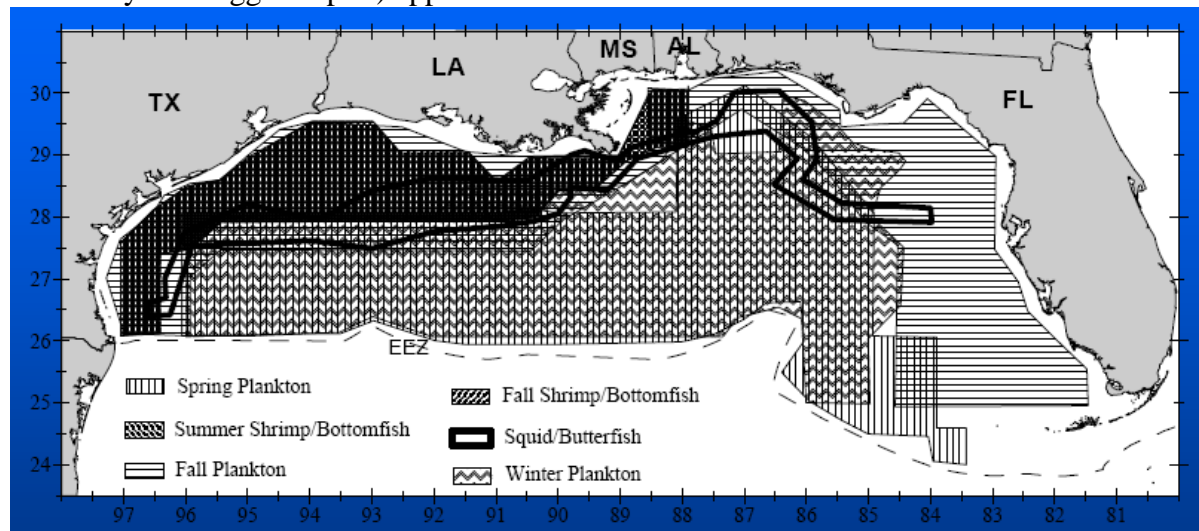 MS
AL
LA
TX
FL
30
29
28
27
26
25
24
EEZ
Spring Plankton
Fall Shrimp/Bottomfish
Summer Shrimp/Bottomfish
Squid/Butterfish
Fall Plankton
Winter Plankton
97 96 95 94 93 92 91 90 89 88 87 86 85 84 83 82 81